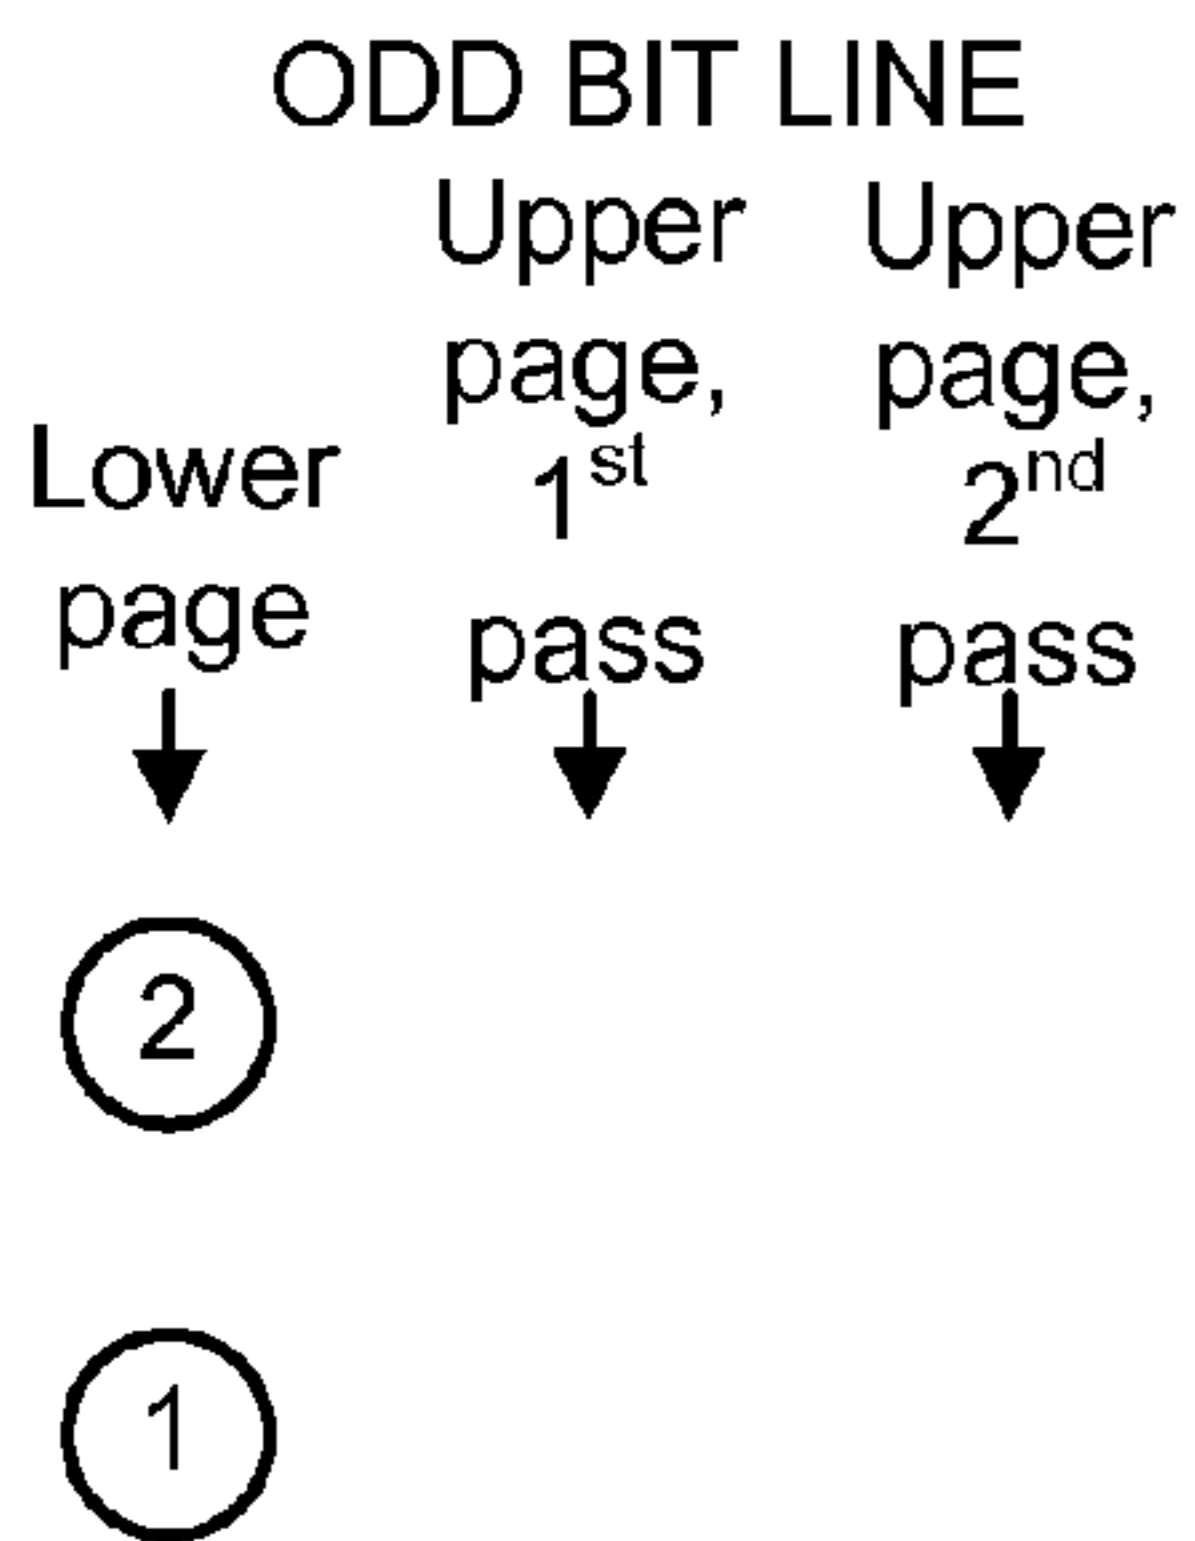 ODD BIT LINE
Lower
page
Upper
page,
1st
pass
Upper
page,
2nd
pass
2
1